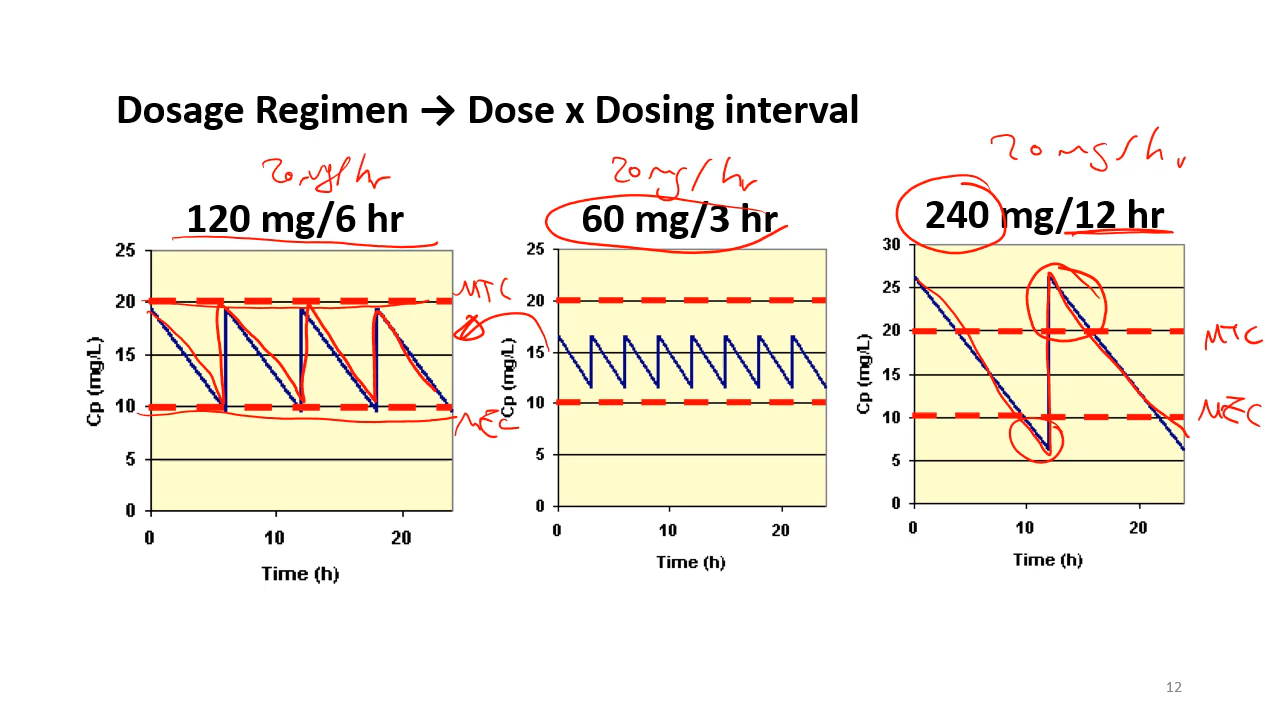 Dosage Regimen → Dose x Dosing interval
20 mg/hr
120 mg/6 hr
25
20
15
10
5
0
0
10
20
Cp (mg/L)
Time (h)
MTC
MEC
20 mg/hr
60 mg/3 hr
25
20
15
10
5
0
0
10
20
Cp (mg/L)
Time (h)
20 mg/hr
240 mg/12 hr
30
25
20
15
10
5
0
0
10
20
Cp (mg/L)
Time (h)
MTC
MEC
12